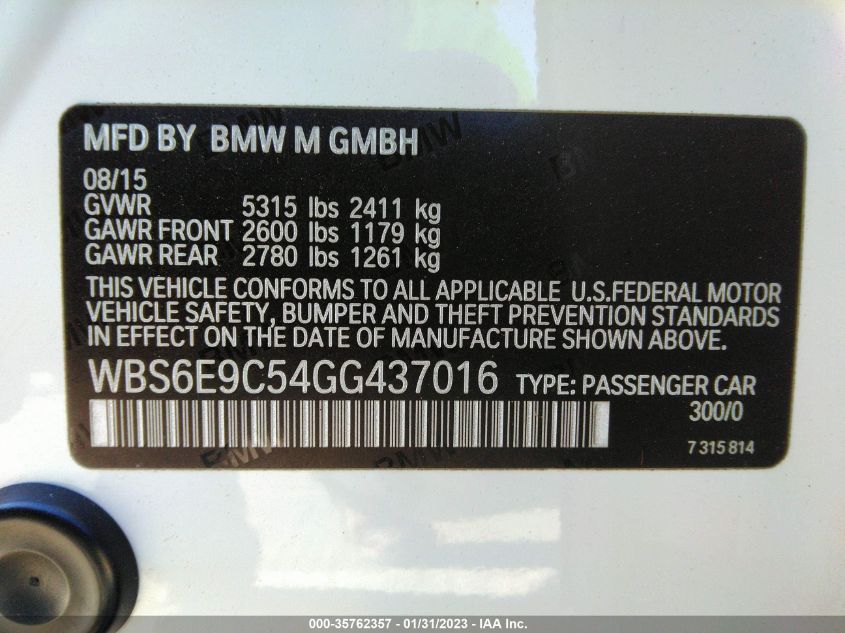 MFD BY BMW M GMBH
08/15
GVWR 5315 lbs 2411 kg
GAWR FRONT 2600 lbs 1179 kg
GAWR REAR 2780 lbs 1261 kg
THIS VEHICLE CONFORMS TO ALL APPLICABLE U.S.FEDERAL MOTOR
VEHICLE SAFETY, BUMPER AND THEFT PREVENTION STANDARDS
IN EFFECT ON THE DATE OF MANUFACTURE SHOWN ABOVE.
WBS6E9C54GG437016 TYPE: PASSENGER CAR
300/0
7 315 814
000-35762357 - 01/31/2023 - IAA Inc.